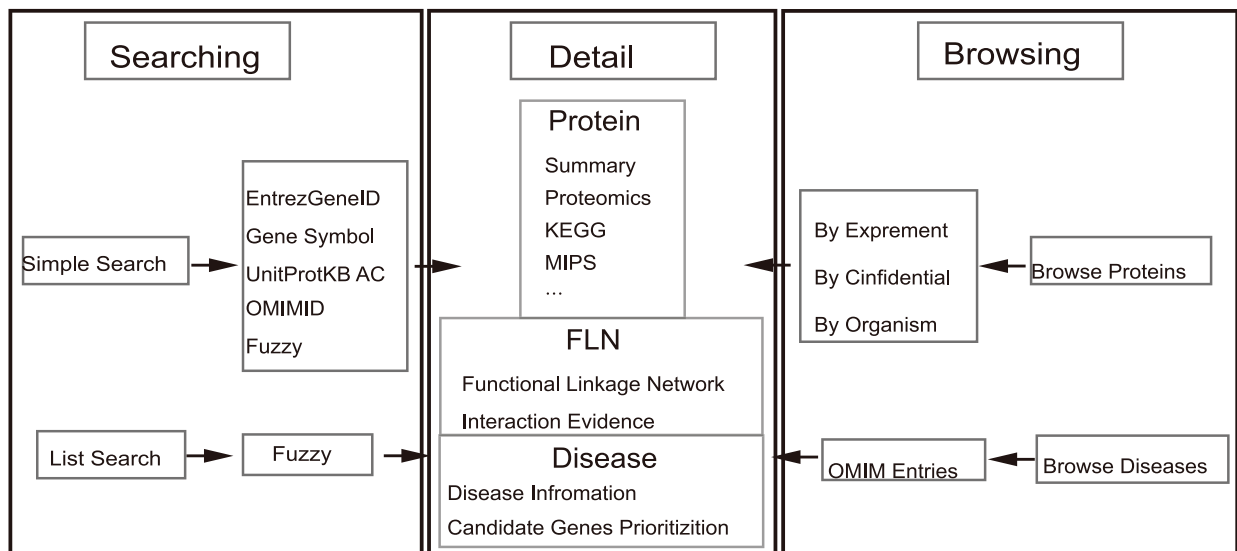 Searching
Simple Search
EntrezGeneID
Gene Symbol
UnitProtKB AC
OMIMID
Fuzzy
List Search
Fuzzy
Detail
Protein
Summary
Proteomics
KEGG
MIPS
...
FLN
Functional Linkage Network
Interaction Evidence
Disease
Disease Infromation
Candidate Genes Prioritizition
Browsing
By Exprement
By Cinfidential
By Organism
Browse Proteins
OMIM Entries
Browse Diseases